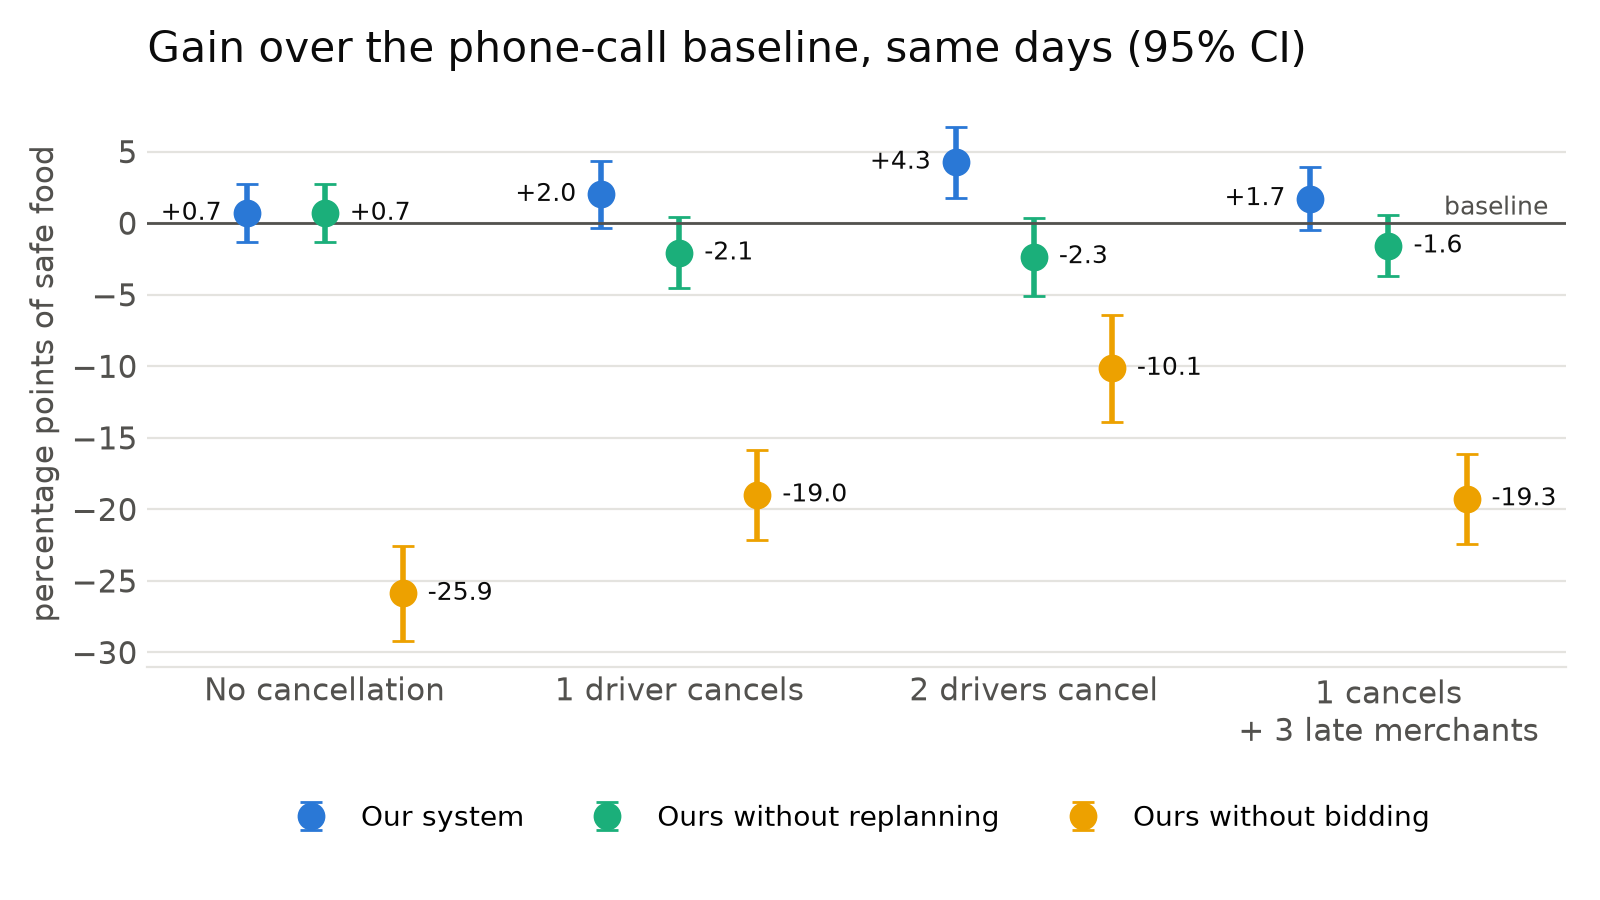 Gain over the phone-call baseline, same days (95% CI)
percentage points of safe food
5
0
−5
−10
−15
−20
−25
−30
+0.7
+0.7
-25.9
+2.0
-2.1
-19.0
+4.3
-2.3
-10.1
+1.7
-1.6
-19.3
baseline
No cancellation
1 driver cancels
2 drivers cancel
1 cancels
+ 3 late merchants
Our system
Ours without replanning
Ours without bidding